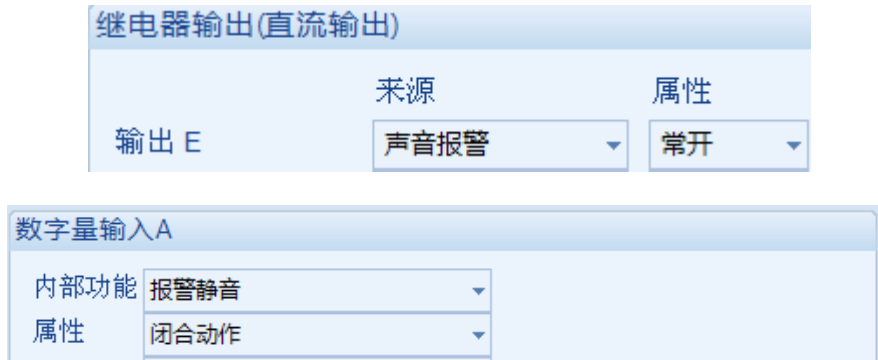 继电器输出(直流输出)
来源 属性
输出 E 声音报警 常开
数字量输入A
内部功能 报警静音
属性 闭合动作